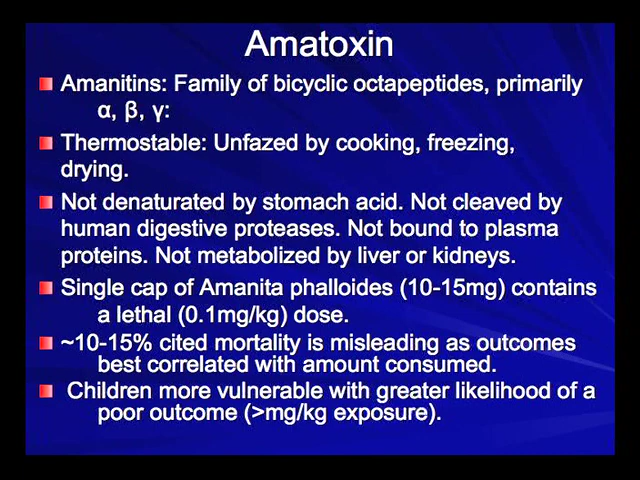 Amatoxin
Amanitins: Family of bicyclic octapeptides, primarily
α, β, γ:
Thermostable: Unfazed by cooking, freezing,
drying.
Not denaturated by stomach acid. Not cleaved by
human digestive proteases. Not bound to plasma
proteins. Not metabolized by liver or kidneys.
Single cap of Amanita phalloides (10-15mg) contains
a lethal (0.1mg/kg) dose.
~10-15% cited mortality is misleading as outcomes
best correlated with amount consumed.
Children more vulnerable with greater likelihood of a
poor outcome (>mg/kg exposure).